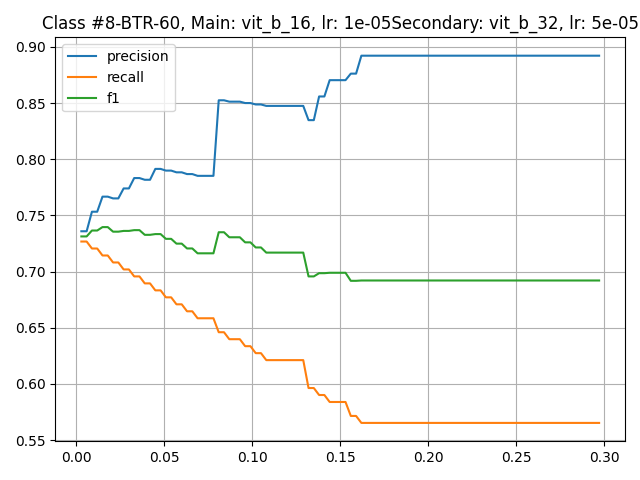 Class #8-BTR-60, Main: vit_b_16, lr: 1e-05Secondary: vit_b_32, lr: 5e-05
0.90
0.85
0.80
0.75
0.70
0.65
0.60
0.55
precision
recall
f1
0.00 0.05 0.10 0.15 0.20 0.25 0.30